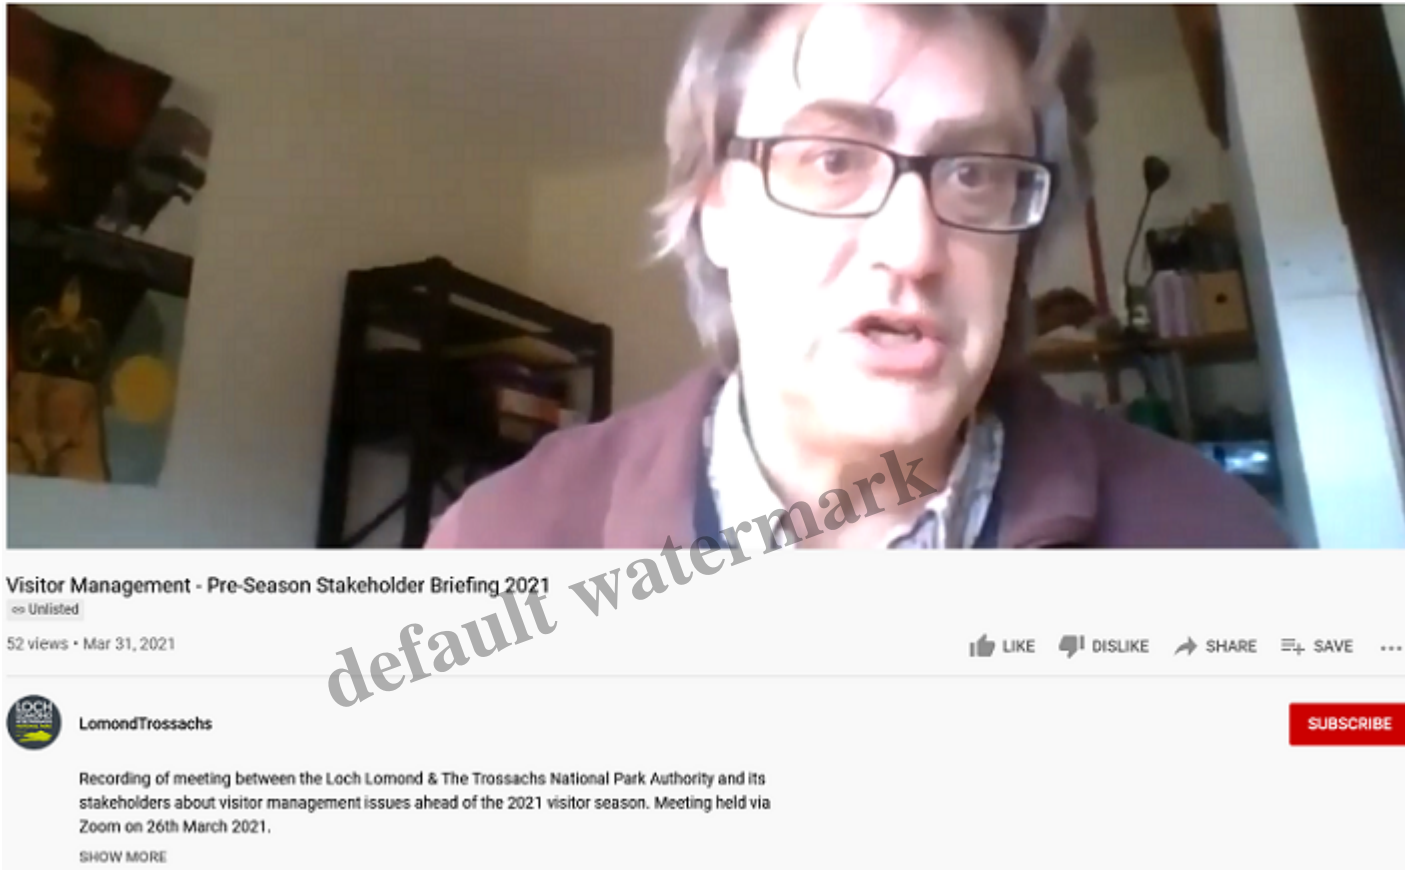 Visitor Management - Pre-Season Stakeholder Briefing 2021
Unlisted
52 views • Mar 31, 2021
LIKE
DISLIKE
SHARE
SAVE
default watermark
LOCH
LOMOND
LomondTrossachs
SUBSCRIBE
Recording of meeting between the Loch Lomond & The Trossachs National Park Authority and its
stakeholders about visitor management issues ahead of the 2021 visitor season. Meeting held via
Zoom on 26th March 2021.
SHOW MORE